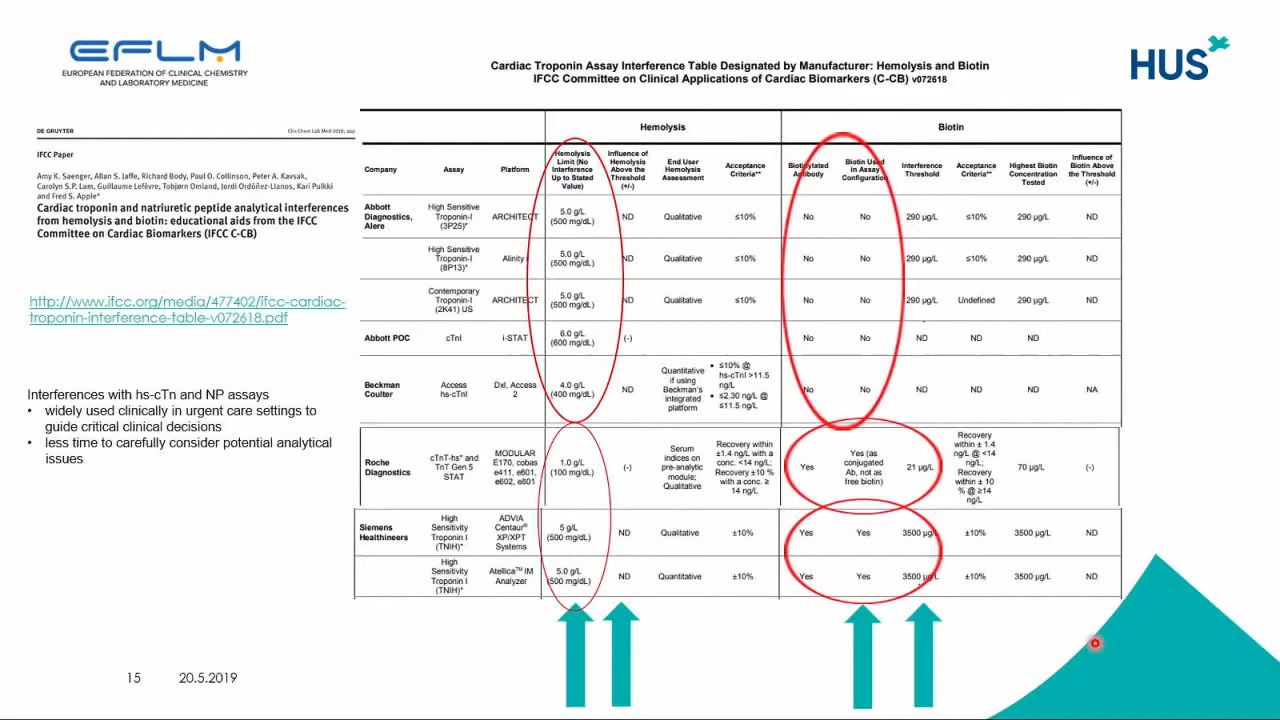 EFLM
EUROPEAN FEDERATION OF CLINICAL CHEMISTRY
AND LABORATORY MEDICINE
HUS
Cardiac Troponin Assay Interference Table Designated by Manufacturer: Hemolysis and Biotin
IFCC Committee on Clinical Applications of Cardiac Biomarkers (C-CB) v072618
DE GRUYTER
Clin Chem Lab Med 2018; aop
IFCC Paper
Amy K. Saenger, Allan S. Jaffe, Richard Body, Paul O. Collinson, Peter A. Kavsak,
Carolyn S.P. Lam, Guillaume Lefèvre, Tobjørn Omland, Jordi Ordóñez-Llanos, Kari Pulkki
and Fred S. Apple*
Cardiac troponin and natriuretic peptide analytical interferences
from hemolysis and biotin: educational aids from the IFCC
Committee on Cardiac Biomarkers (IFCC C-CB)
http://www.ifcc.org/media/477402/ifcc-cardiac-
troponin-interference-table-v072618.pdf
Interferences with hs-cTn and NP assays
• widely used clinically in urgent care settings to
guide critical clinical decisions
• less time to carefully consider potential analytical
issues
Hemolysis
Biotin
Company
Assay
Platform
Hemolysis
Limit (No
Interference
Up to Stated
Value)
Influence of
Hemolysis
Above the
Threshold
(+/-)
End User
Hemolysis
Assessment
Acceptance
Criteria**
Biotinylated
Antibody
Biotin Used
in Assay
Configuration
Interference
Threshold
Acceptance
Criteria**
Highest Biotin
Concentration
Tested
Influence of
Biotin Above
the Threshold
(+/-)
Abbott
Diagnostics,
Alere
High Sensitive
Troponin-I
(3P25)*
ARCHITECT
5.0 g/L
(500 mg/dL)
ND
Qualitative
≤10%
No
No
290 µg/L
≤10%
290 µg/L
ND
High Sensitive
Troponin-I
(8P13)*
Alinity i
5.0 g/L
(500 mg/dL)
ND
Qualitative
≤10%
No
No
290 µg/L
≤10%
290 µg/L
ND
Contemporary
Troponin-I
(2K41) US
ARCHITECT
5.0 g/L
(500 mg/dL)
ND
Qualitative
≤10%
No
No
290 µg/L
Undefined
290 µg/L
ND
Abbott POC
cTnI
i-STAT
6.0 g/L
(600 mg/dL)
(-)
No
No
ND
ND
ND
Beckman
Coulter
Access
hs-cTnI
DxI, Access
2
4.0 g/L
(400 mg/dL)
ND
Quantitative
if using
Beckman's
integrated
platform
• ≤10% @
hs-cTnI >11.5
ng/L
• ≤2.30 ng/L @
≤11.5 ng/L
No
No
ND
ND
ND
NA
Roche
Diagnostics
cTnT-hs* and
TnT Gen 5
STAT
MODULAR
E170, cobas
e411, e601,
e602, e801
1.0 g/L
(100 mg/dL)
(-)
Serum
indices on
pre-analytic
module;
Qualitative
Recovery within
±1.4 ng/L with a
conc. <14 ng/L;
Recovery ±10 %
with a conc. ≥
14 ng/L
Yes
Yes (as
conjugated
Ab, not as
free biotin)
21 µg/L
Recovery
within ± 1.4
ng/L @ <14
ng/L;
Recovery
within ± 10
% @ ≥14
ng/L
70 µg/L
(-)
Siemens
Healthineers
High
Sensitivity
Troponin I
(TNIH)*
ADVIA
Centaur®
XP/XPT
Systems
5 g/L
(500 mg/dL)
ND
Qualitative
±10%
Yes
Yes
3500 µg/L
±10%
3500 µg/L
ND
High
Sensitivity
Troponin I
(TNIH)*
Atellica™ IM
Analyzer
5.0 g/L
(500 mg/dL)
ND
Quantitative
±10%
Yes
Yes
3500 µg/L
±10%
3500 µg/L
ND
15
20.5.2019